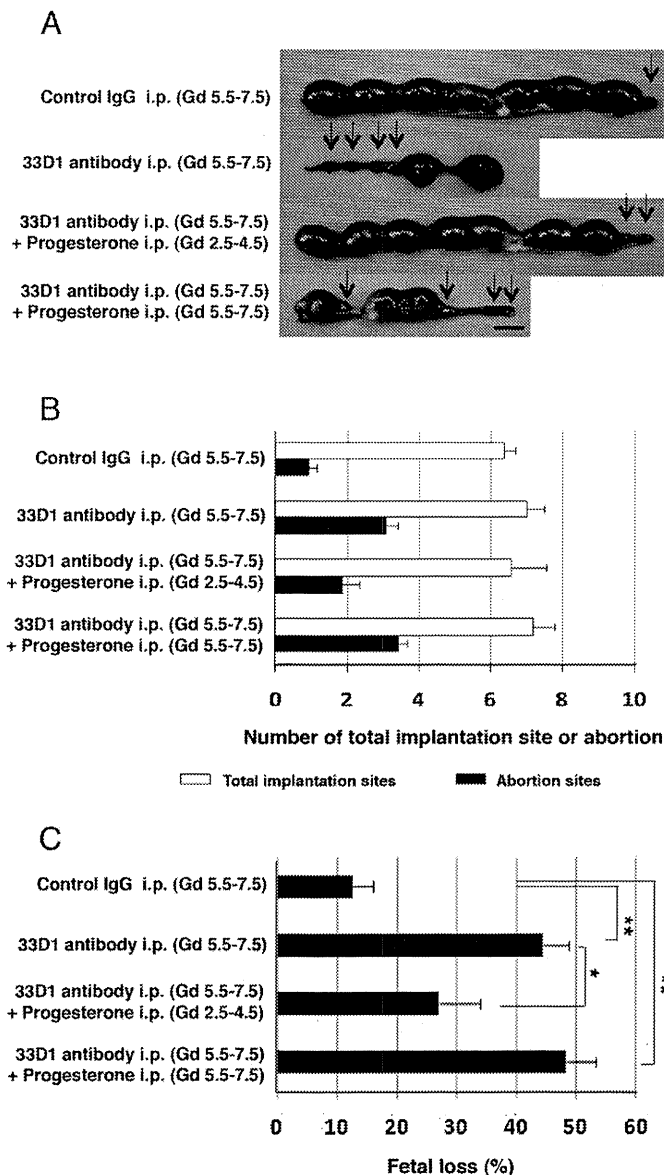 A
Control IgG i.p. (Gd 5.5-7.5)
33D1 antibody i.p. (Gd 5.5-7.5)
33D1 antibody i.p. (Gd 5.5-7.5)
+ Progesterone i.p. (Gd 2.5-4.5)
33D1 antibody i.p. (Gd 5.5-7.5)
+ Progesterone i.p. (Gd 5.5-7.5)
B
Control IgG i.p. (Gd 5.5-7.5)
33D1 antibody i.p. (Gd 5.5-7.5)
33D1 antibody i.p. (Gd 5.5-7.5)
+ Progesterone i.p. (Gd 2.5-4.5)
33D1 antibody i.p. (Gd 5.5-7.5)
+ Progesterone i.p. (Gd 5.5-7.5)
0 2 4 6 8 10
Number of total implantation site or abortion
Total implantation sites Abortion sites
C
Control IgG i.p. (Gd 5.5-7.5)
33D1 antibody i.p. (Gd 5.5-7.5)
33D1 antibody i.p. (Gd 5.5-7.5)
+ Progesterone i.p. (Gd 2.5-4.5)
33D1 antibody i.p. (Gd 5.5-7.5)
+ Progesterone i.p. (Gd 5.5-7.5)
**
*
0 10 20 30 40 50 60
Fetal loss (%)